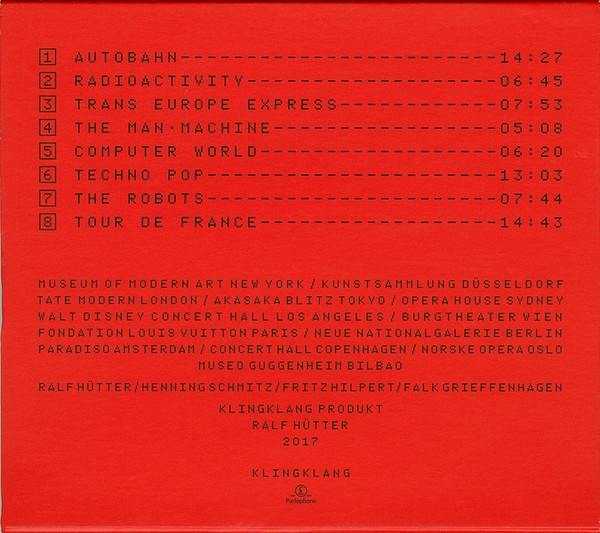 1 AUTOBAHN------------------------14:27
2 RADIOACTIVITY-------------------06:45
3 TRANS EUROPE EXPRESS------------07:53
4 THE MAN·MACHINE-----------------05:08
5 COMPUTER WORLD------------------06:20
6 TECHNO POP----------------------13:03
7 THE ROBOTS----------------------07:44
8 TOUR DE FRANCE------------------14:43
MUSEUM OF MODERN ART NEW YORK / KUNSTSAMMLUNG DÜSSELDORF
TATE MODERN LONDON / AKASAKA BLITZ TOKYO / OPERA HOUSE SYDNEY
WALT DISNEY CONCERT HALL LOS ANGELES / BURGTHEATER WIEN
FONDATION LOUIS VUITTON PARIS / NEUE NATIONALGALERIE BERLIN
PARADISO AMSTERDAM / CONCERT HALL COPENHAGEN / NORSKE OPERA OSLO
MUSEO GUGGENHEIM BILBAO
RALF HÜTTER/HENNING SCHMITZ/FRITZ HILPERT/FALK GRIEFFENHAGEN
KLINGKLANG PRODUKT
RALF HÜTTER
2017
KLINGKLANG
Parlophone